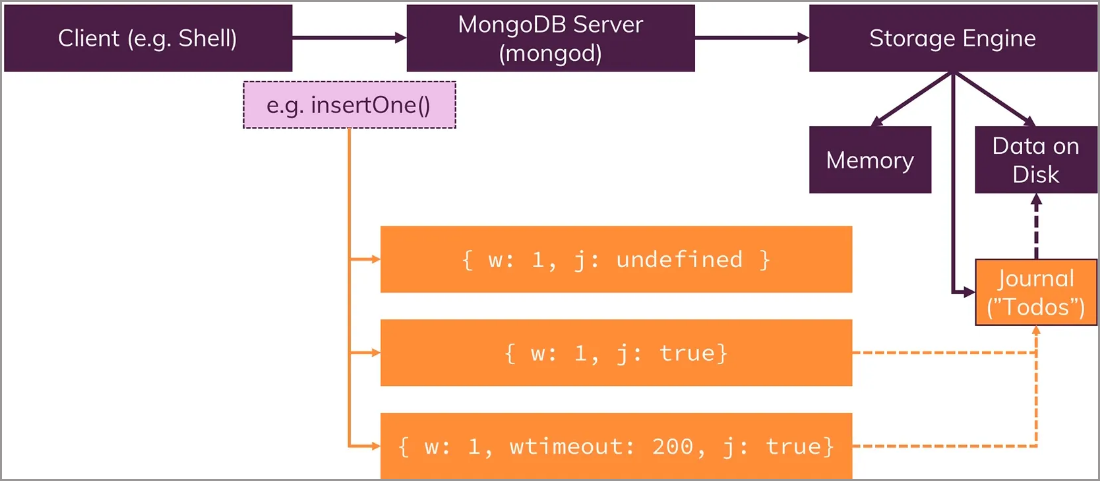 Client (e.g. Shell)
MongoDB Server
(mongod)
Storage Engine
e.g. insertOne()
Memory
Data on
Disk
{ w: 1, j: undefined }
Journal
(”Todos”)
{ w: 1, j: true}
{ w: 1, wtimeout: 200, j: true}